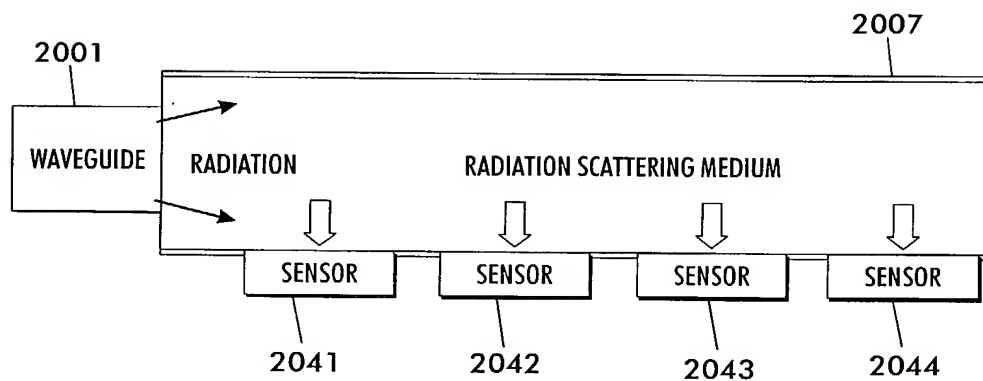 2001
2007
WAVEGUIDE
RADIATION
RADIATION SCATTERING MEDIUM
SENSOR
SENSOR
SENSOR
SENSOR
2041
2042
2043
2044